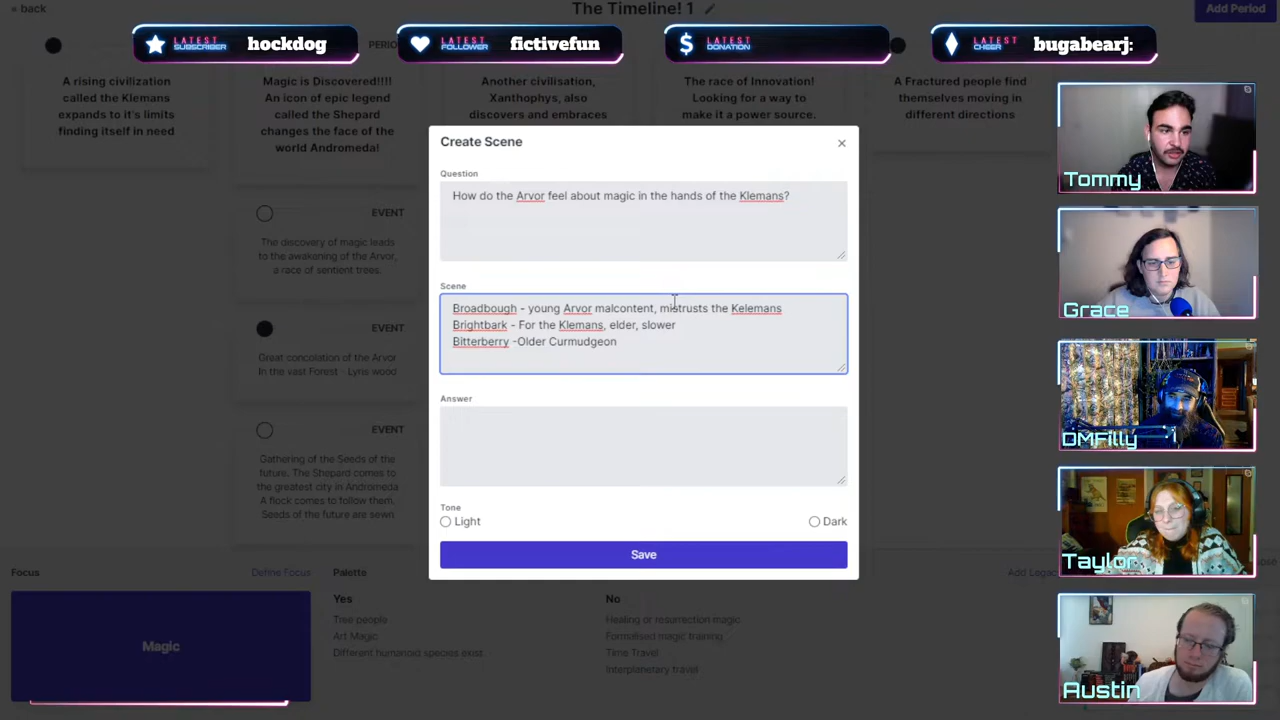 « back
The Timeline! 1
Add Period
LATEST
SUBSCRIBER
hockdog
LATEST
FOLLOWER
fictivefun
LATEST
DONATION
LATEST
CHEER
bugabearj:
A rising civilization
called the Klemans
expands to it's limits
finding itself in need
Magic is Discovered!!!!
An icon of epic legend
called the Shepard
changes the face of the
world Andromeda!
Another civilisation,
Xanthophys, also
discovers and embraces
The race of Innovation!
Looking for a way to
make it a power source.
A Fractured people find
themselves moving in
different directions
EVENT
The discovery of magic leads
to the awakening of the Arvor,
a race of sentient trees.
EVENT
Great concolation of the Arvor
In the vast Forest - Lyris wood
EVENT
Gathering of the Seeds of the
future. The Shepard comes to
the greatest city in Andromeda
A flock comes to follow them.
Seeds of the future are sewn
Create Scene
×
Question
How do the Arvor feel about magic in the hands of the Klemans?
Scene
Broadbough - young Arvor malcontent, mistrusts the Kelemans
Brightbark - For the Klemans, elder, slower
Bitterberry -Older Curmudgeon
Answer
Tone
Light
Dark
Save
Focus
Define Focus
Magic
Palette
Yes
Tree people
Art Magic
Different humanoid species exist
No
Healing or resurrection magic
Formalised magic training
Time Travel
Interplanetary travel
Add Legac
Tommy
Grace
DMFilly
Taylor
Austin